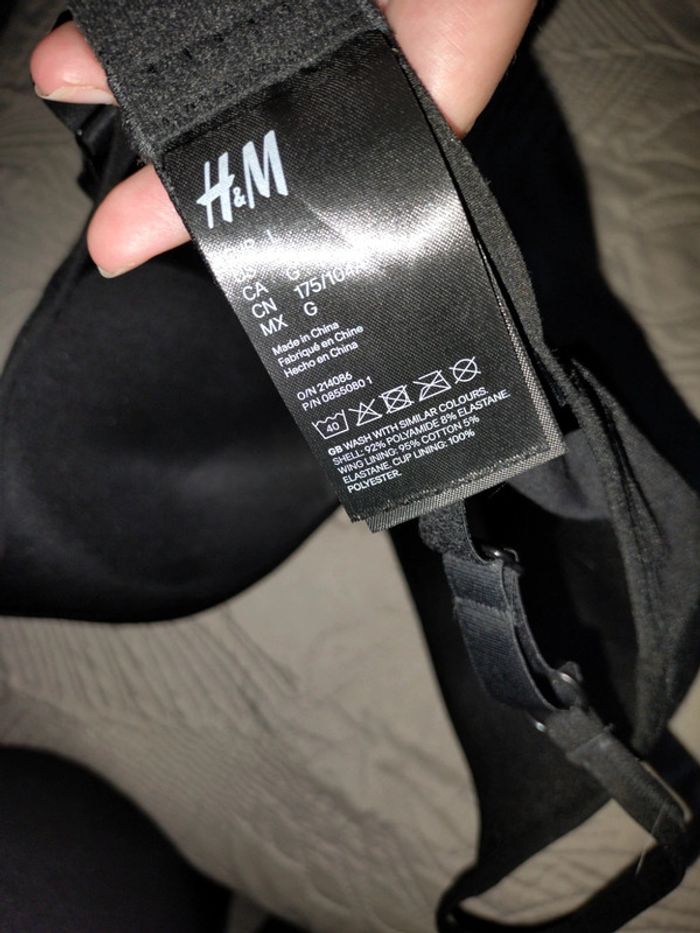 H&M
CA G
CN 175/104
MX G
Made in China
Fabriqué en Chine
Hecho en China
O/N 214086
P/N 0855080 1
40
GB WASH WITH SIMILAR COLOURS.
SHELL: 92% POLYAMIDE 8% ELASTANE.
WING LINING: 95% COTTON 5%
ELASTANE. CUP LINING: 100%
POLYESTER.